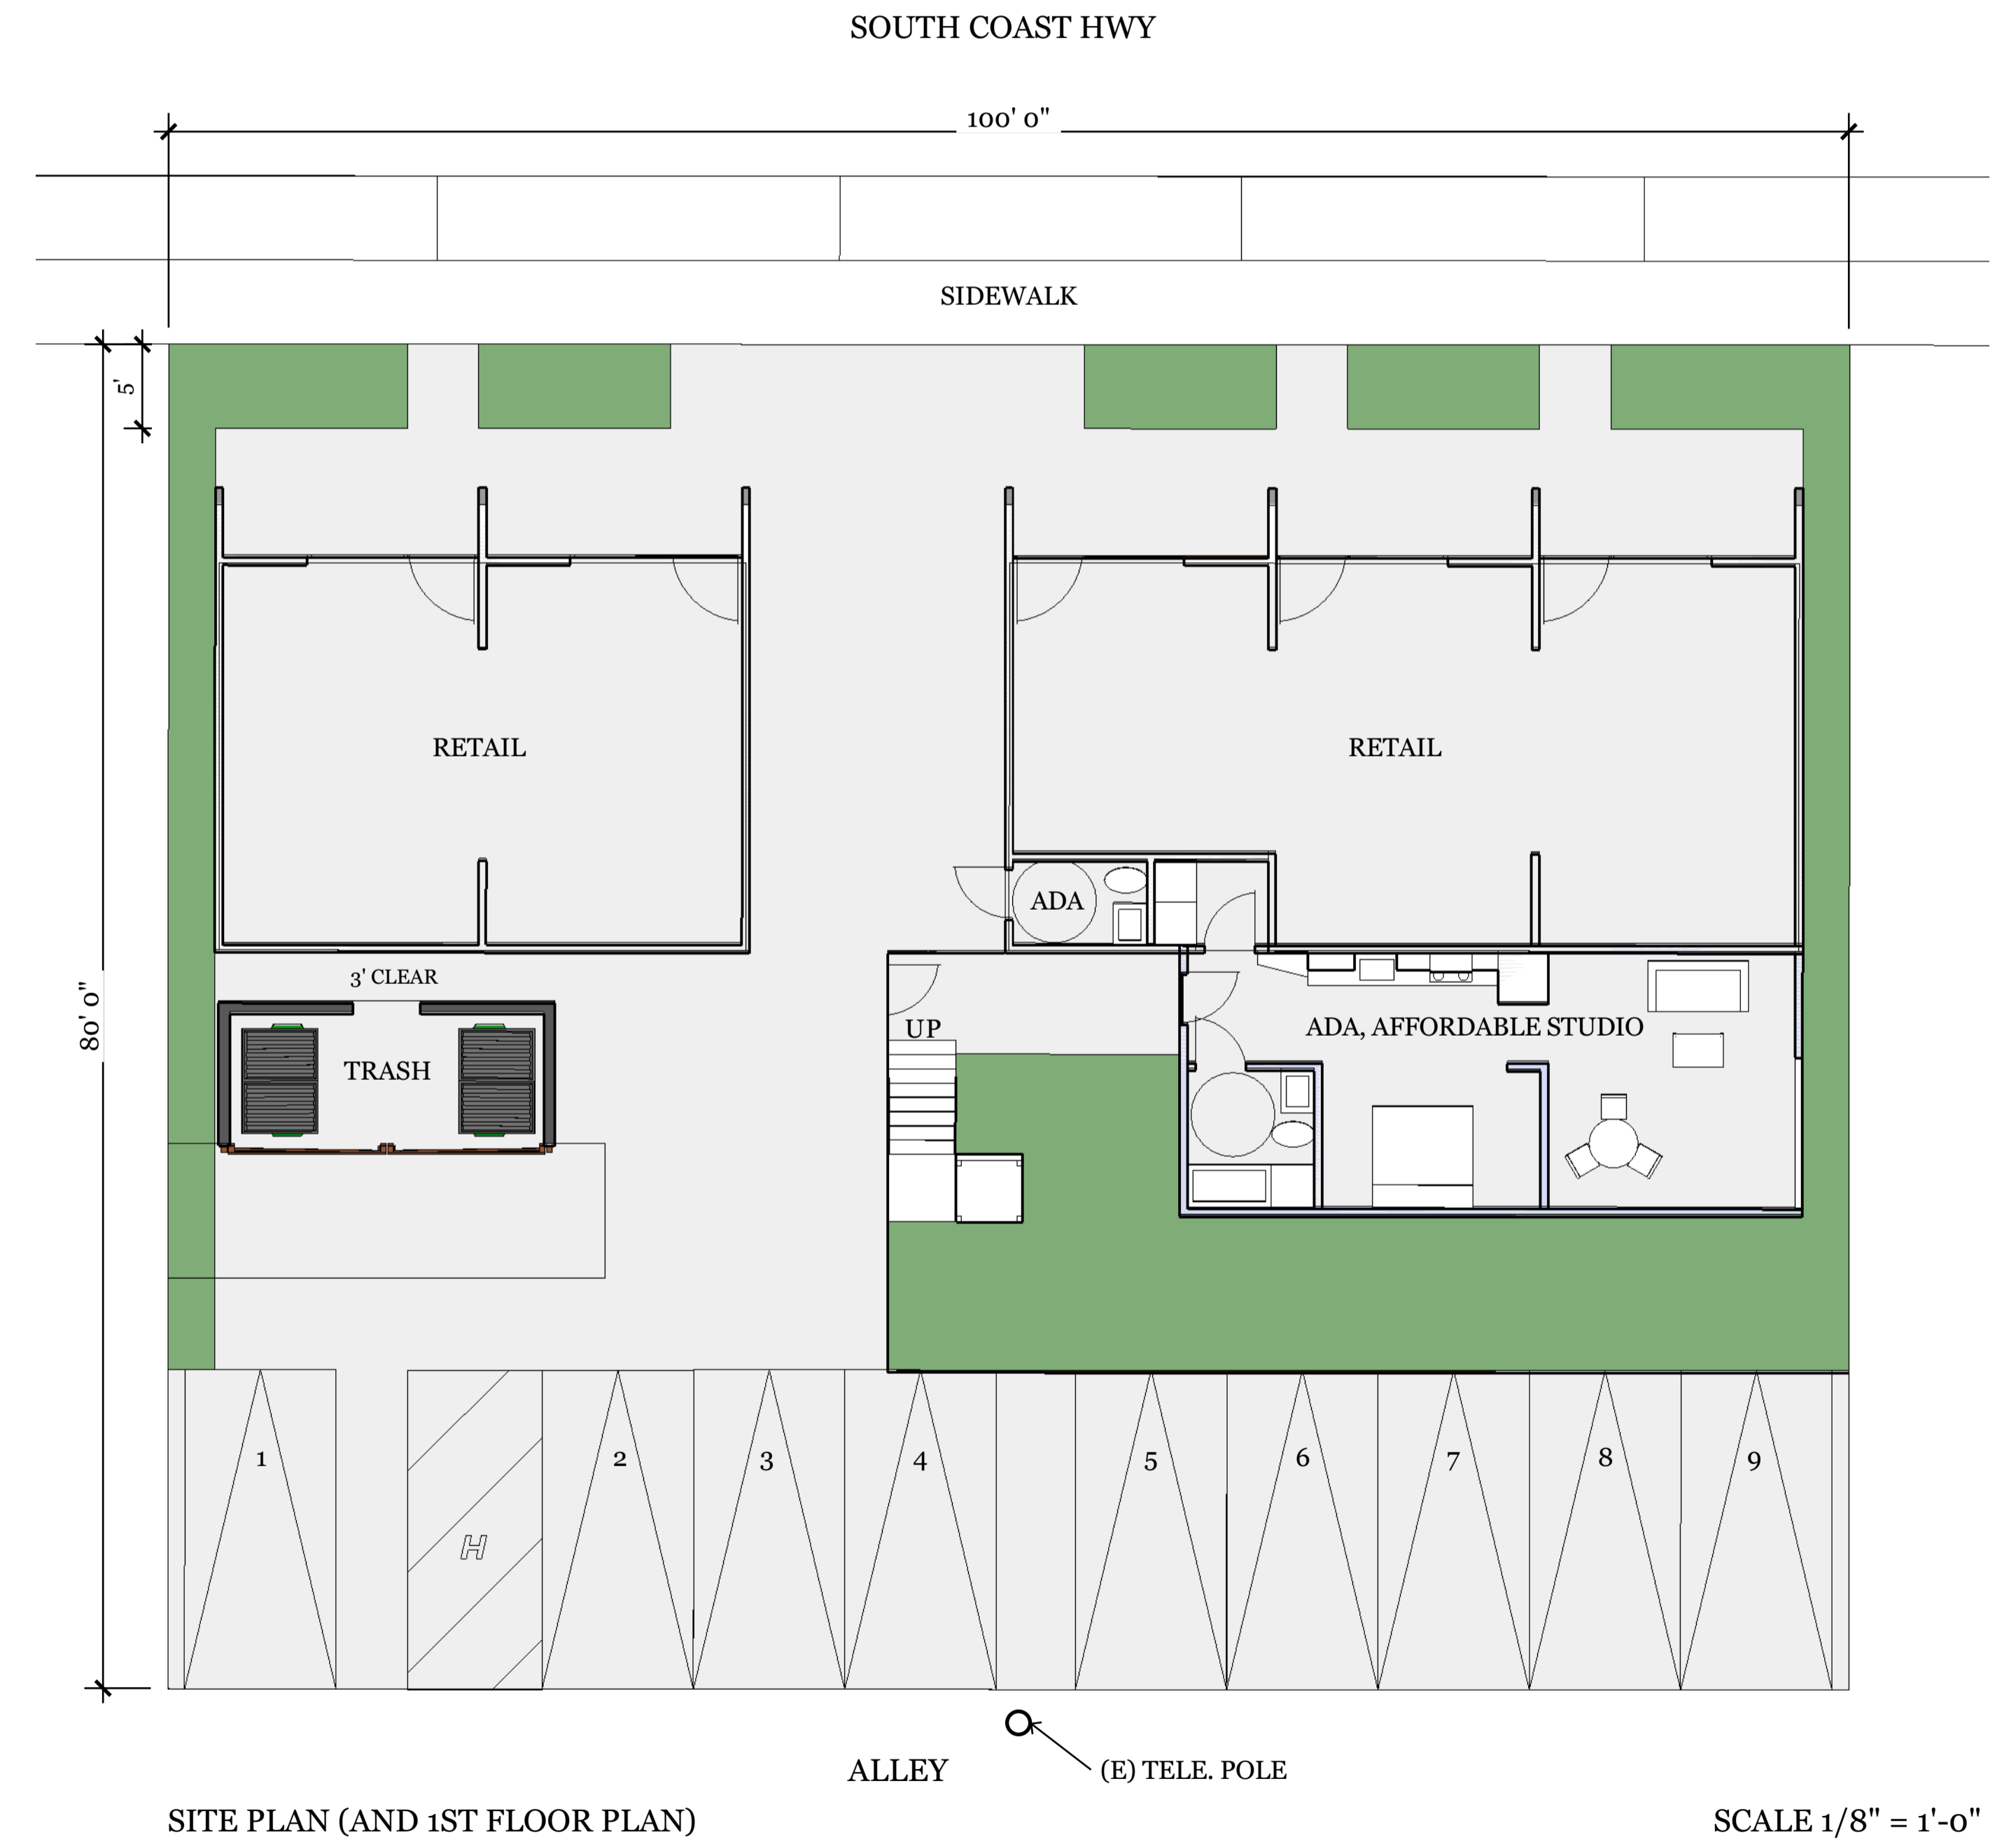 SOUTH COAST HWY
100' 0"
SIDEWALK
5'
RETAIL
RETAIL
ADA
3' CLEAR
80' 0"
UP
ADA, AFFORDABLE STUDIO
TRASH
1
2
3
4
5
6
7
8
9
H
ALLEY
(E) TELE. POLE
SITE PLAN (AND 1ST FLOOR PLAN)
SCALE 1/8" = 1'-0"